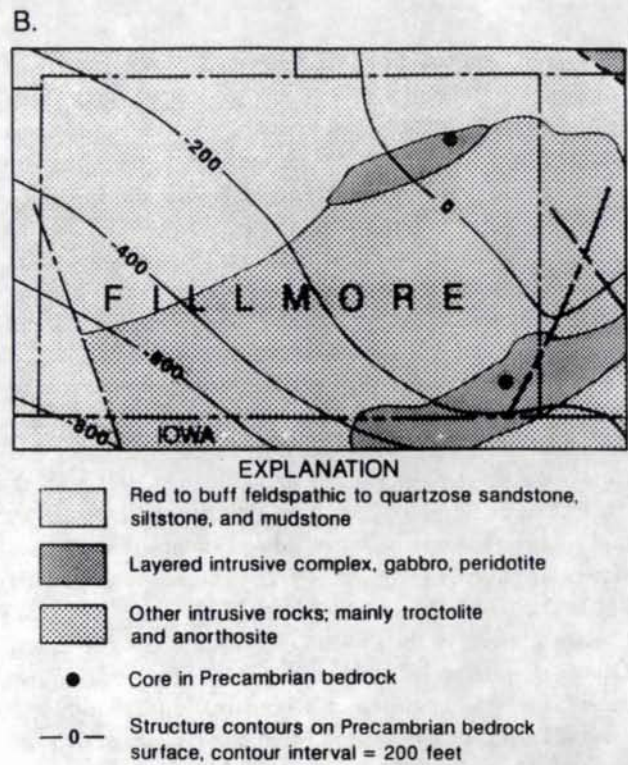 B.
-200
0
-400
FILLMORE
-600
-800
IOWA
EXPLANATION
Red to buff feldspathic to quartzose sandstone,
siltstone, and mudstone
Layered intrusive complex, gabbro, peridotite
Other intrusive rocks; mainly troctolite
and anorthosite
Core in Precambrian bedrock
—0— Structure contours on Precambrian bedrock
surface, contour interval = 200 feet